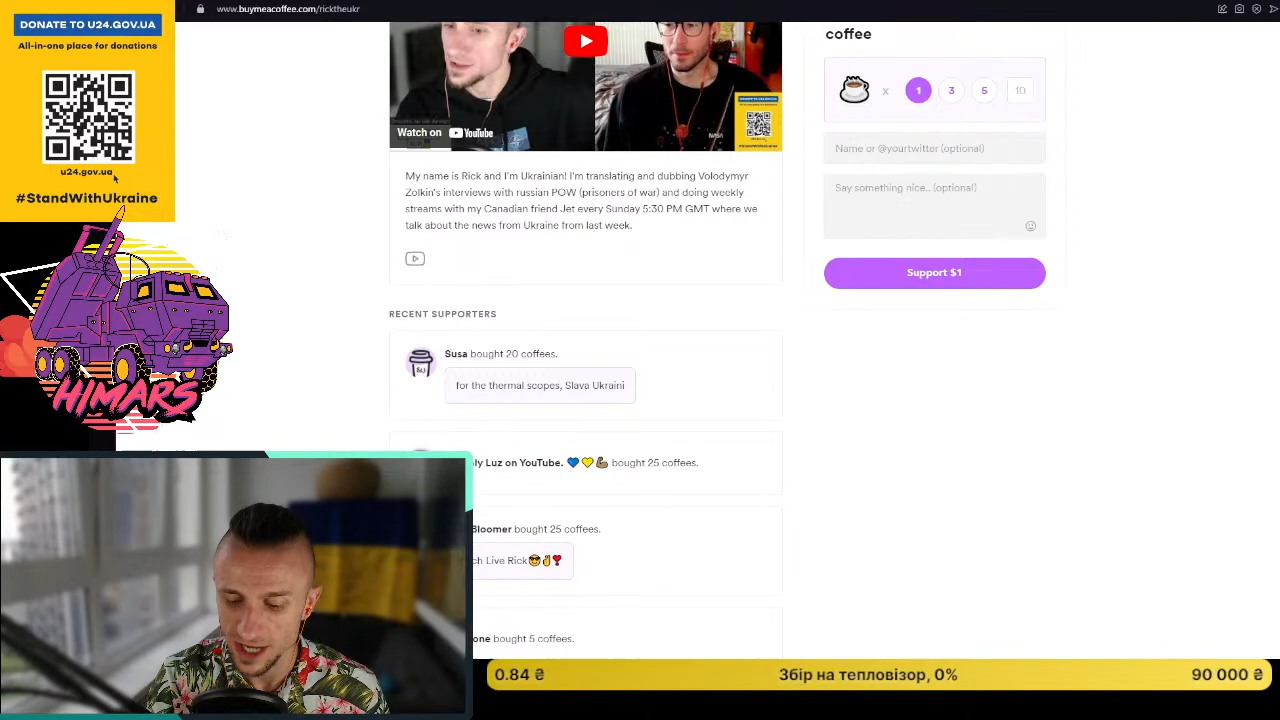 DONATE TO U24.GOV.UA
All-in-one place for donations
u24.gov.ua
#StandWithUkraine
HIMARS
www.buymeacoffee.com/ricktheukr
Watch on YouTube
NASA
My name is Rick and I'm Ukrainian! I'm translating and dubbing Volodymyr
Zolkin's interviews with russian POW (prisoners of war) and doing weekly
streams with my Canadian friend Jet every Sunday 5:30 PM GMT where we
talk about the news from Ukraine from last week.
RECENT SUPPORTERS
Susa bought 20 coffees.
SU
for the thermal scopes, Slava Ukraini
Luz on YouTube. 💙 💛 💪🏽 bought 25 coffees.
Bloomer bought 25 coffees.
Live Rick😎✌️❣️
bought 5 coffees.
coffee
x 1 3 5 10
Name or @yourtwitter (optional)
Say something nice.. (optional)
Support $1
0.84 ₴ Збір на тепловізор, 0% 90 000 ₴